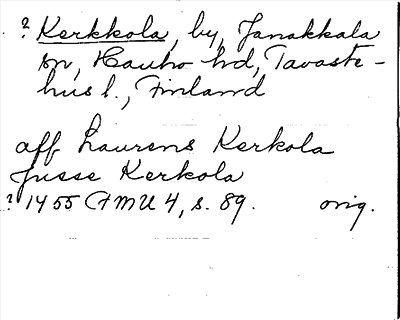 ? Kerkkola, by, Janakkala
sn, Hauho hd, Tavaste-
hus l., Finland
aff Laurens Kerkola
Jusse Kerkola
? 1455 FMU 4, s. 89. orig.